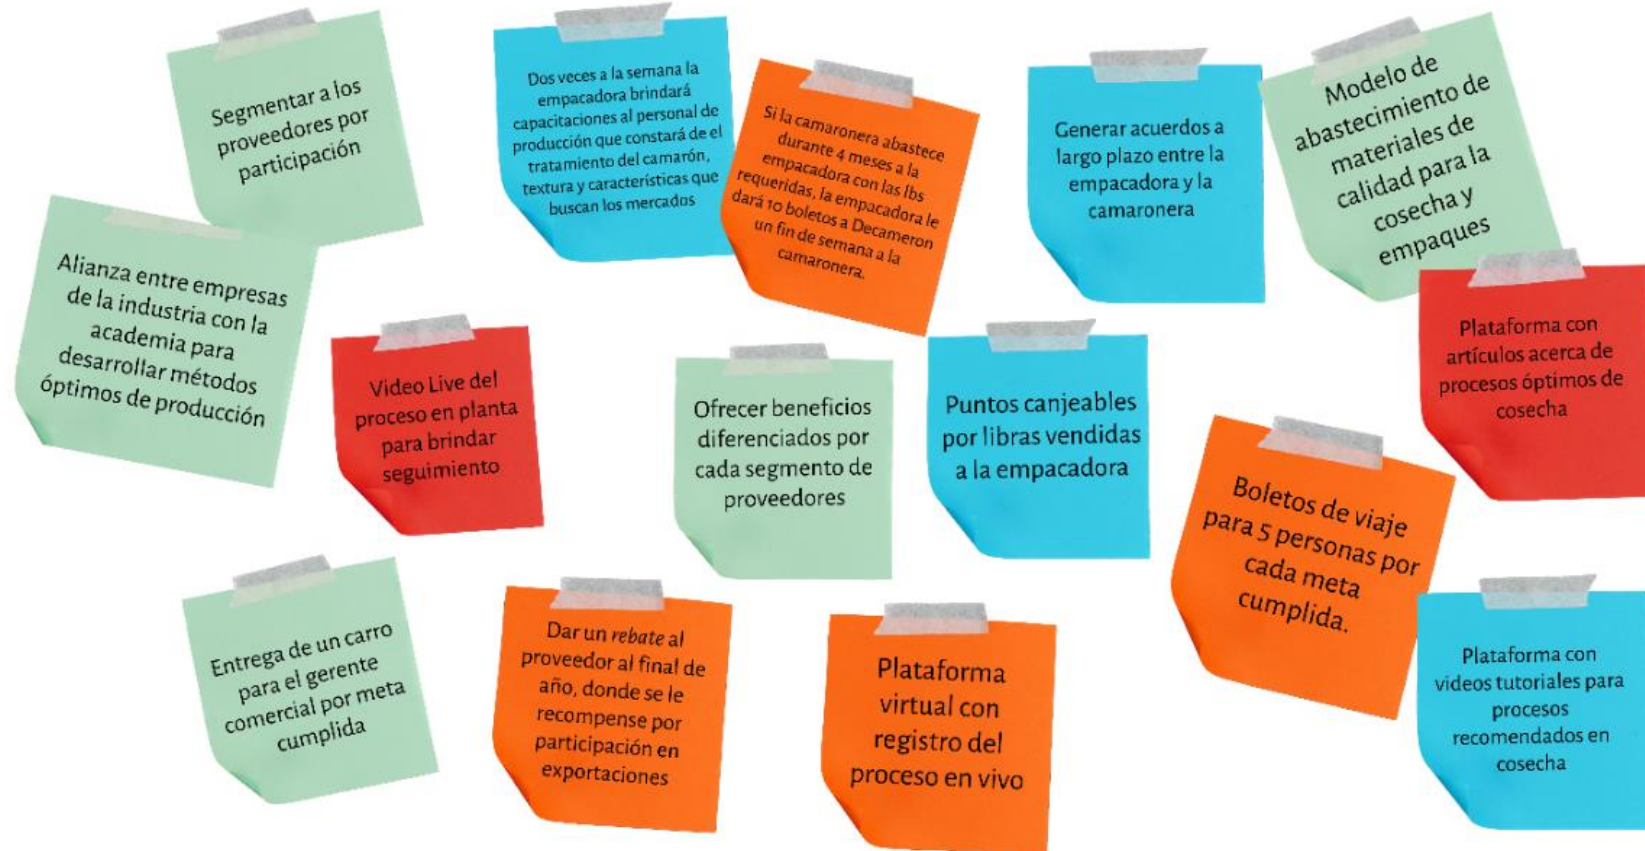 Segmentar a los
proveedores por
participación
Dos veces a la semana la
empacadora brindará
capacitaciones al personal de
producción que constará de el
tratamiento del camarón,
textura y características que
buscan los mercados
Si la camaronera abastece
durante 4 meses a la
empacadora con las lbs
requeridas, la empacadora le
dará 10 boletos a Decameron
un fin de semana a la
camaronera.
Generar acuerdos a
largo plazo entre la
empacadora y la
camaronera
Modelo de
abastecimiento de
materiales de
calidad para la
cosecha y
empaques
Alianza entre empresas
de la industria con la
academia para
desarrollar métodos
óptimos de producción
Video Live del
proceso en planta
para brindar
seguimiento
Ofrecer beneficios
diferenciados por
cada segmento de
proveedores
Puntos canjeables
por libras vendidas
a la empacadora
Plataforma con
artículos acerca de
procesos óptimos de
cosecha
Boletos de viaje
para 5 personas por
cada meta
cumplida.
Entrega de un carro
para el gerente
comercial por meta
cumplida
Dar un rebate al
proveedor al final de
año, donde se le
recompense por
participación en
exportaciones
Plataforma
virtual con
registro del
proceso en vivo
Plataforma con
videos tutoriales para
procesos
recomendados en
cosecha